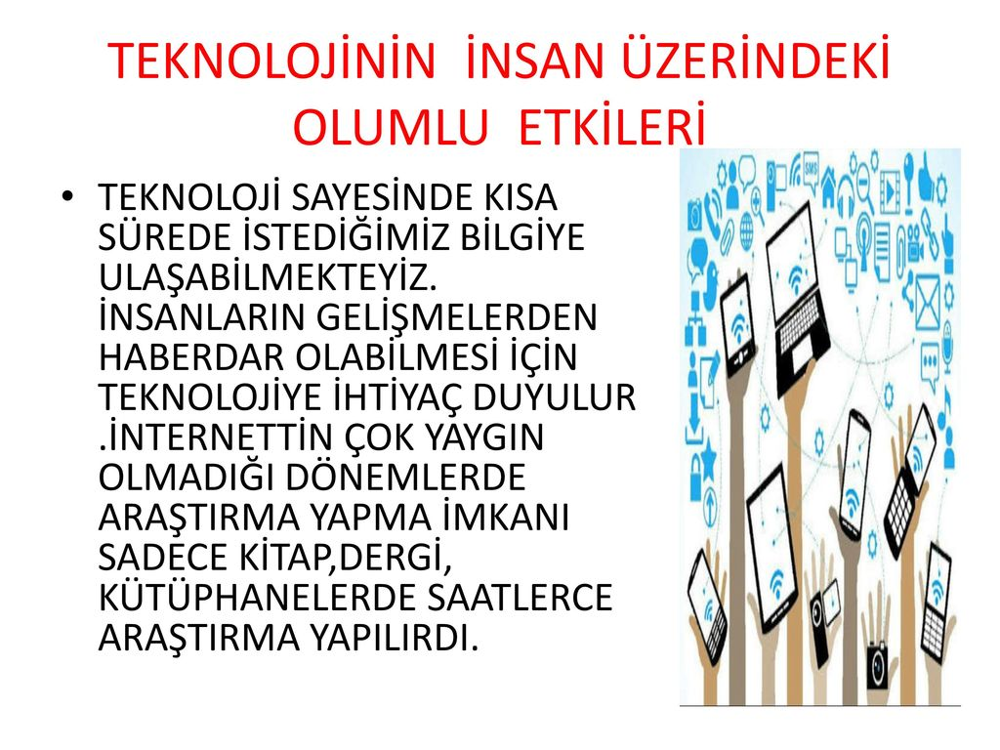 TEKNOLOJİNİN  İNSAN ÜZERİNDEKİ
OLUMLU  ETKİLERİ
• TEKNOLOJİ SAYESİNDE KISA
SÜREDE İSTEDİĞİMİZ BİLGİYE
ULAŞABİLMEKTEYİZ.
İNSANLARIN GELİŞMELERDEN
HABERDAR OLABİLMESİ İÇİN
TEKNOLOJİYE İHTİYAÇ DUYULUR
.İNTERNETTİN ÇOK YAYGIN
OLMADIĞI DÖNEMLERDE
ARAŞTIRMA YAPMA İMKANI
SADECE KİTAP,DERGİ,
KÜTÜPHANELERDE SAATLERCE
ARAŞTIRMA YAPILIRDI.
SMS